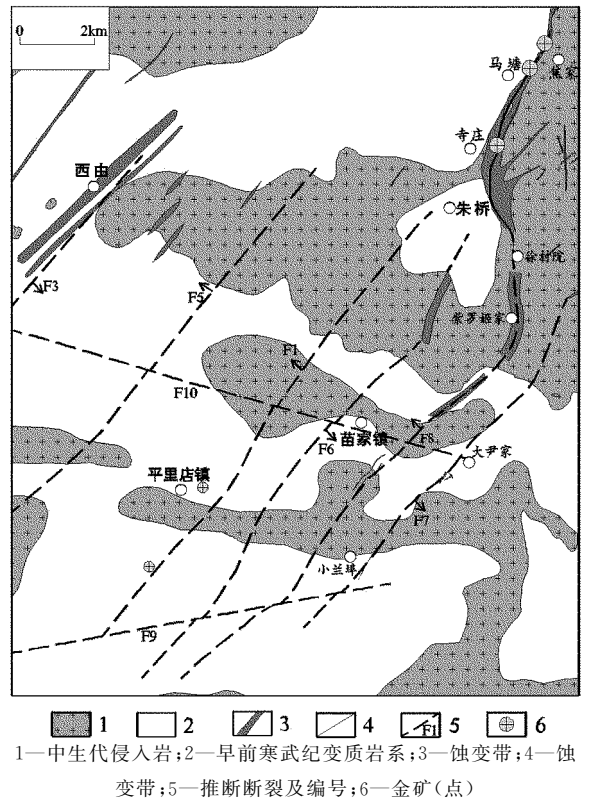 0 2km
马塘
焦家
寺庄
西由
朱桥
F3
F5
紫罗姬家
F1
F10
苗家镇
F6
F8
大尹家
平里店镇
F7
小兰埠
F9
1 2 3 4 F1 5 6
1—中生代侵入岩;2—早前寒武纪变质岩系;3—蚀变带;4—蚀
变带;5—推断断裂及编号;6—金矿(点)